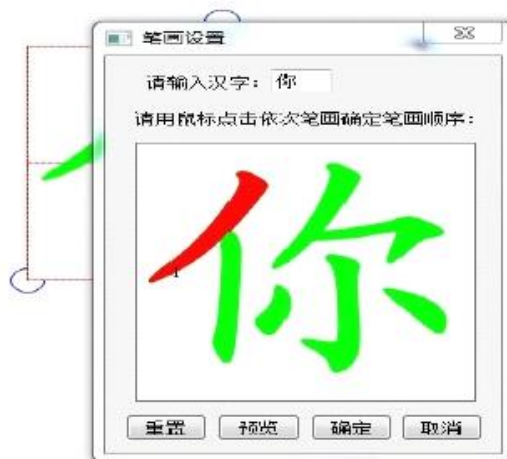 笔画设置
请输入汉字：你
请用鼠标点击依次笔画确定笔画顺序：
你
1
重置 预览 确定 取消